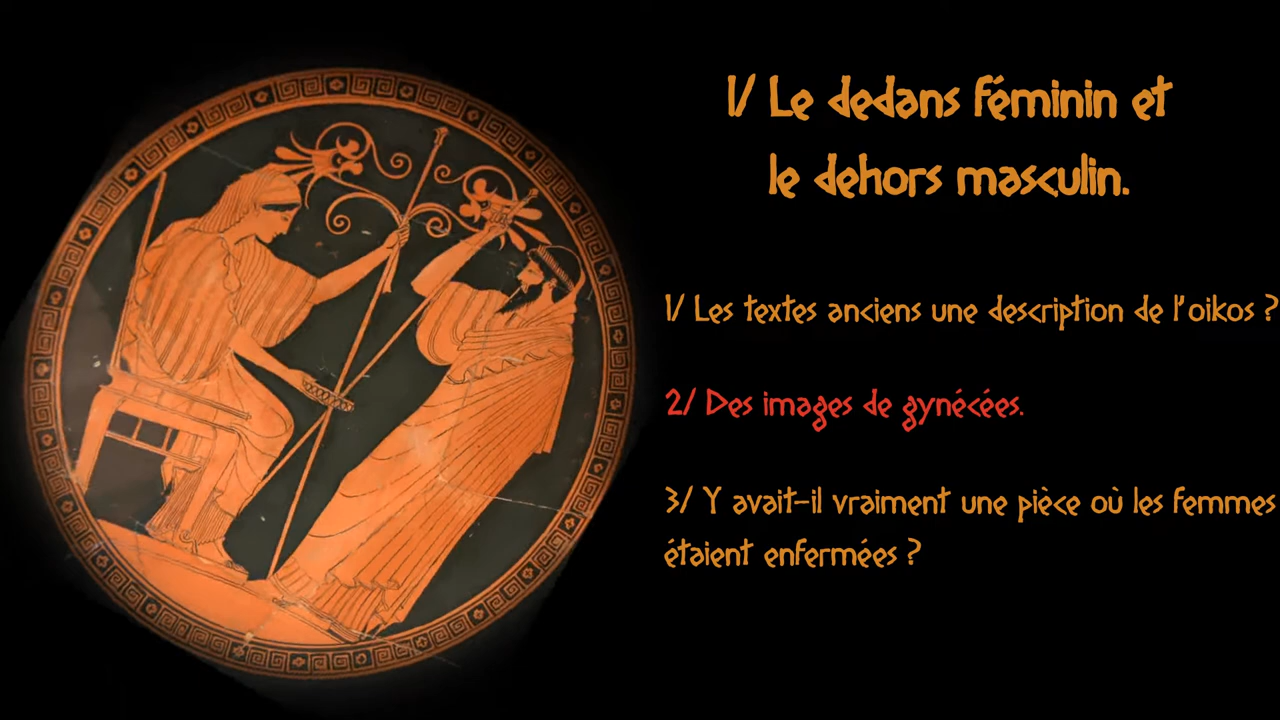 1/ Le dedans féminin et
le dehors masculin.
1/ Les textes anciens une description de l'oikos ?
2/ Des images de gynécées.
3/ Y avait-il vraiment une pièce où les femmes
étaient enfermées ?